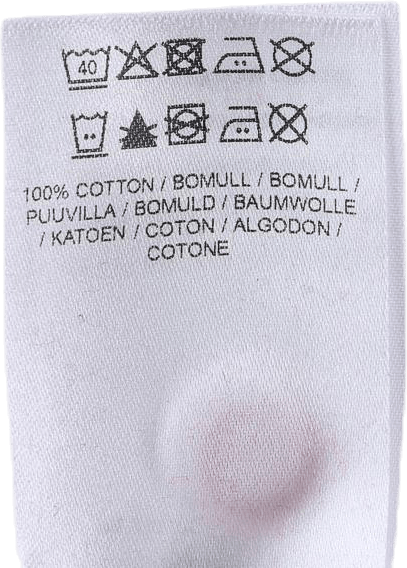 40
100% COTTON / BOMULL / BOMULL /
PUUVILLA / BOMULD / BAUMWOLLE
/ KATOEN / COTON / ALGODON /
COTONE